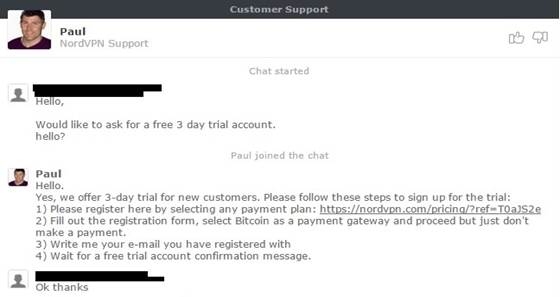 Customer Support
Paul
NordVPN Support
Chat started
Hello,
Would like to ask for a free 3 day trial account.
hello?
Paul joined the chat
Paul
Hello.
Yes, we offer 3-day trial for new customers. Please follow these steps to sign up for the trial:
1) Please register here by selecting any payment plan: https://nordvpn.com/pricing/?ref=T0aJS2e
2) Fill out the registration form, select Bitcoin as a payment gateway and proceed but just don't
make a payment.
3) Write me your e-mail you have registered with
4) Wait for a free trial account confirmation message.
Ok thanks